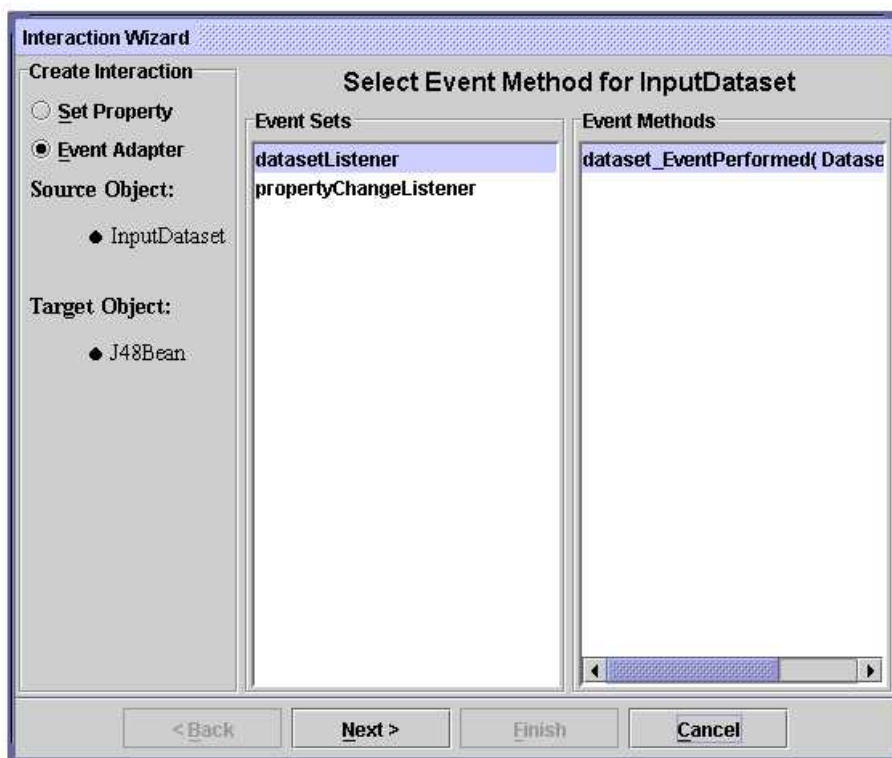 Interaction Wizard
Create Interaction
Set Property
Event Adapter
Source Object:
InputDataset
Target Object:
J48Bean
Select Event Method for InputDataset
Event Sets
datasetListener
propertyChangeListener
Event Methods
dataset_EventPerformed( Datase
< Back
Next >
Finish
Cancel